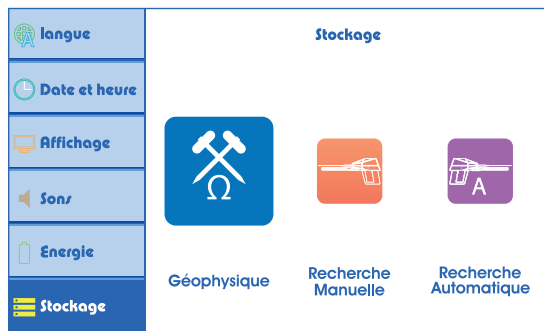 langue
Date et heure
Affichage
Sons
Energie
Stockage
Stockage
Ω
A
Géophysique
Recherche
Manuelle
Recherche
Automatique